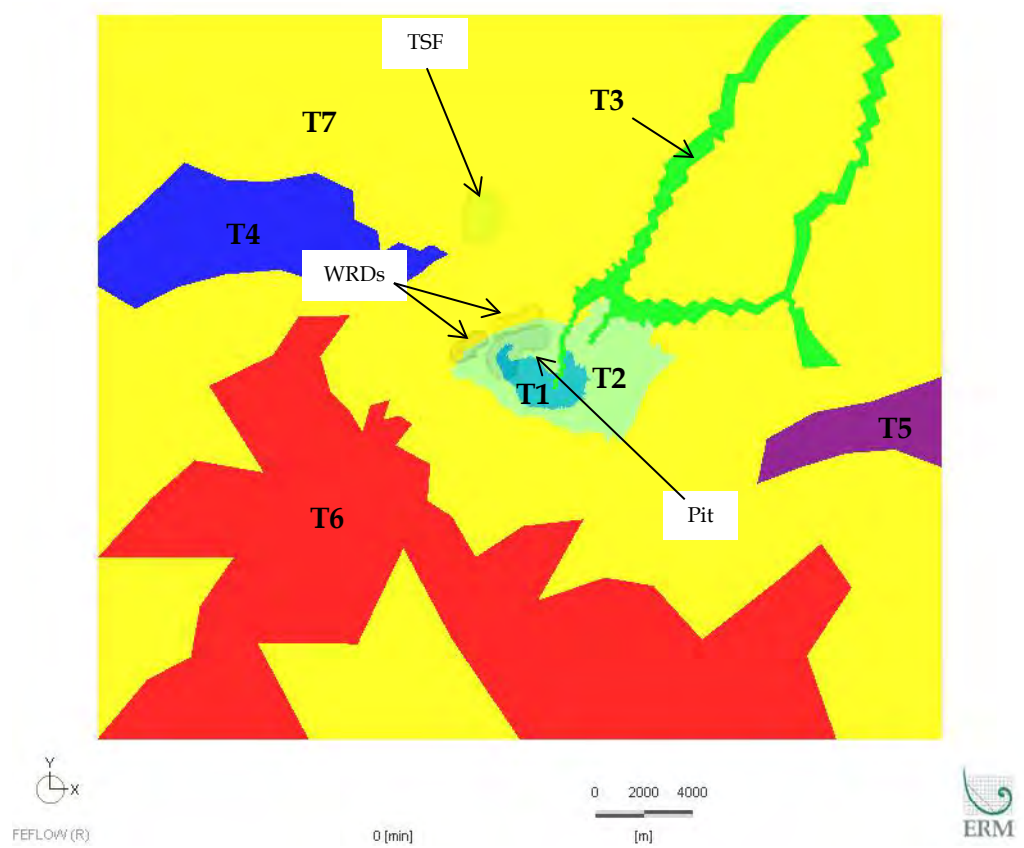 TSF
T3
T7
T4
WRDs
T2
T1
T5
T6
Pit
Y
X
0 2000 4000
FEFLOW (R)
0 [min]
[m]
ERM